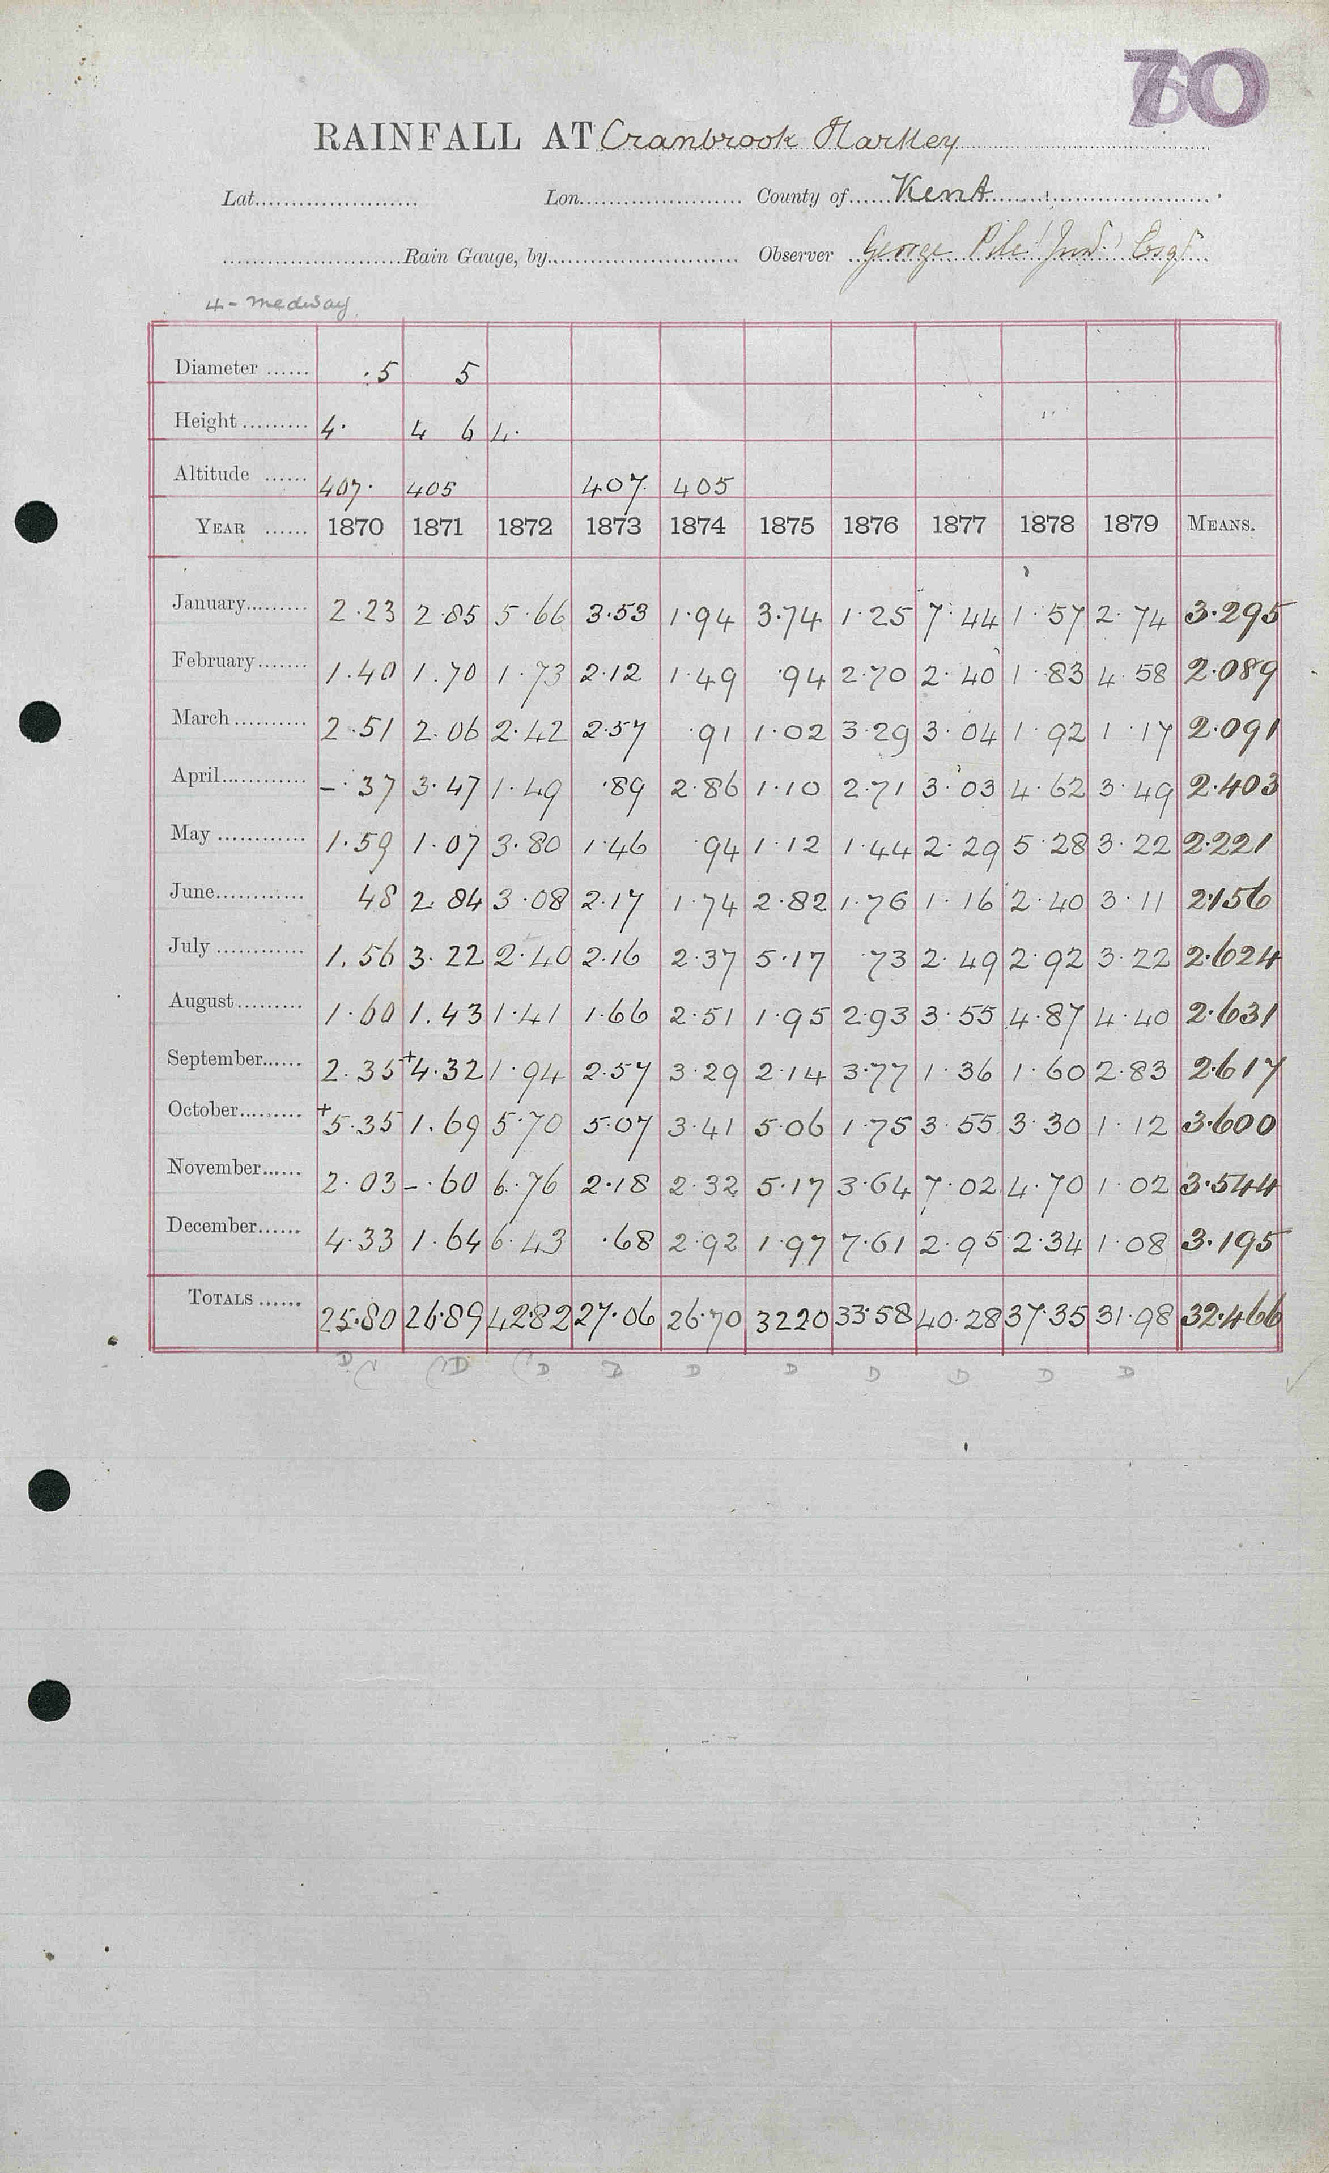 70
RAINFALL AT Cranbrook Hartley
Lat. Lon. County of Kent
Rain Gauge, by Observer George Pile Junr. Esqr
4 - medway
Diameter ...... .5 5
Height ......... 4. 4 6 4.
Altitude ...... 407. 405 407 405
YEAR ...... 1870 1871 1872 1873 1874 1875 1876 1877 1878 1879 MEANS.
January......... 2.23 2.85 5.66 3.53 1.94 3.74 1.25 7.44 1.57 2.74 3.295
February....... 1.40 1.70 1.73 2.12 1.49 .94 2.70 2.40 1.83 4.58 2.089
March .......... 2.51 2.06 2.42 2.57 .91 1.02 3.29 3.04 1.92 1.17 2.091
April............ -.37 3.47 1.49 .89 2.86 1.10 2.71 3.03 4.62 3.49 2.403
May ............ 1.59 1.07 3.80 1.46 .94 1.12 1.44 2.29 5.28 3.22 2.221
June............ 48 2.84 3.08 2.17 1.74 2.82 1.76 1.16 2.40 3.11 2.156
July ............ 1.56 3.22 2.40 2.16 2.37 5.17 .73 2.49 2.92 3.22 2.624
August......... 1.60 1.43 1.41 1.66 2.51 1.95 2.93 3.55 4.87 4.40 2.631
September...... 2.35 +4.32 1.94 2.57 3.29 2.14 3.77 1.36 1.60 2.83 2.617
October......... +5.35 1.69 5.70 5.07 3.41 5.06 1.75 3.55 3.30 1.12 3.600
November...... 2.03 -.60 6.76 2.18 2.32 5.17 3.64 7.02 4.70 1.02 3.544
December...... 4.33 1.64 6.43 .68 2.92 1.97 7.61 2.95 2.34 1.08 3.195
TOTALS ...... 25.80 26.89 42.82 27.06 26.70 32.20 33.58 40.28 37.35 31.98 32.466
D D D D D D D D D D